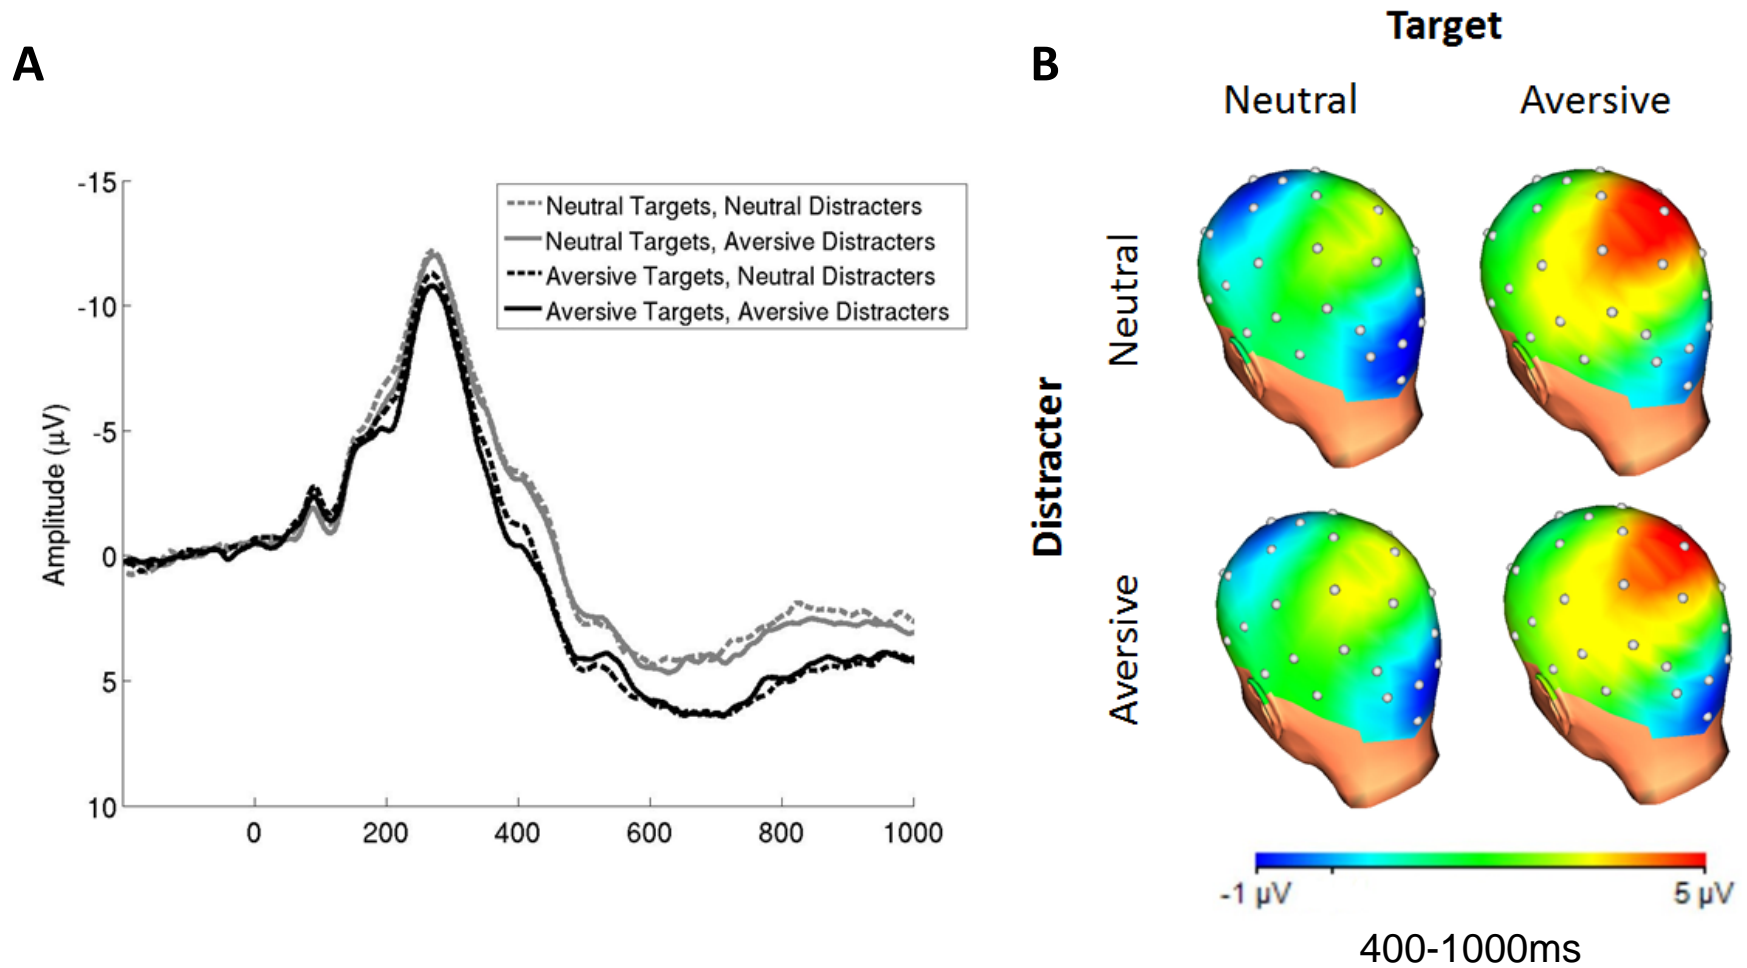 A
-15
-10
-5
0
5
10
Amplitude (µV)
0 200 400 600 800 1000
Neutral Targets, Neutral Distracters
Neutral Targets, Aversive Distracters
Aversive Targets, Neutral Distracters
Aversive Targets, Aversive Distracters
B
Target
Neutral Aversive
Distracter
Neutral
Aversive
-1 µV 5 µV
400-1000ms